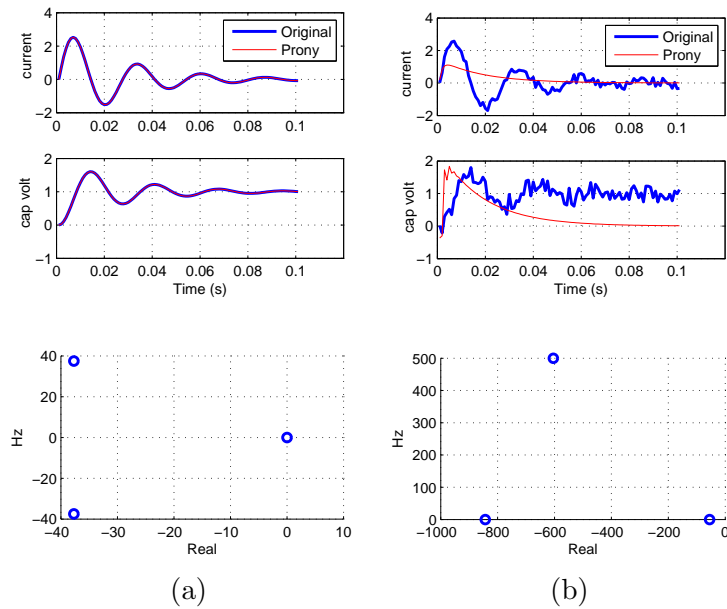 current
4
2
0
−2
Original
Prony
0 0.02 0.04 0.06 0.08 0.1
cap volt
2
1
0
−1
0 0.02 0.04 0.06 0.08 0.1
Time (s)
Hz
40
20
0
−20
−40
−40 −30 −20 −10 0 10
Real
(a)
current
4
2
0
−2
Original
Prony
0 0.02 0.04 0.06 0.08 0.1
cap volt
2
1
0
−1
0 0.02 0.04 0.06 0.08 0.1
Time (s)
Hz
500
400
300
200
100
0
−1000 −800 −600 −400 −200 0
Real
(b)